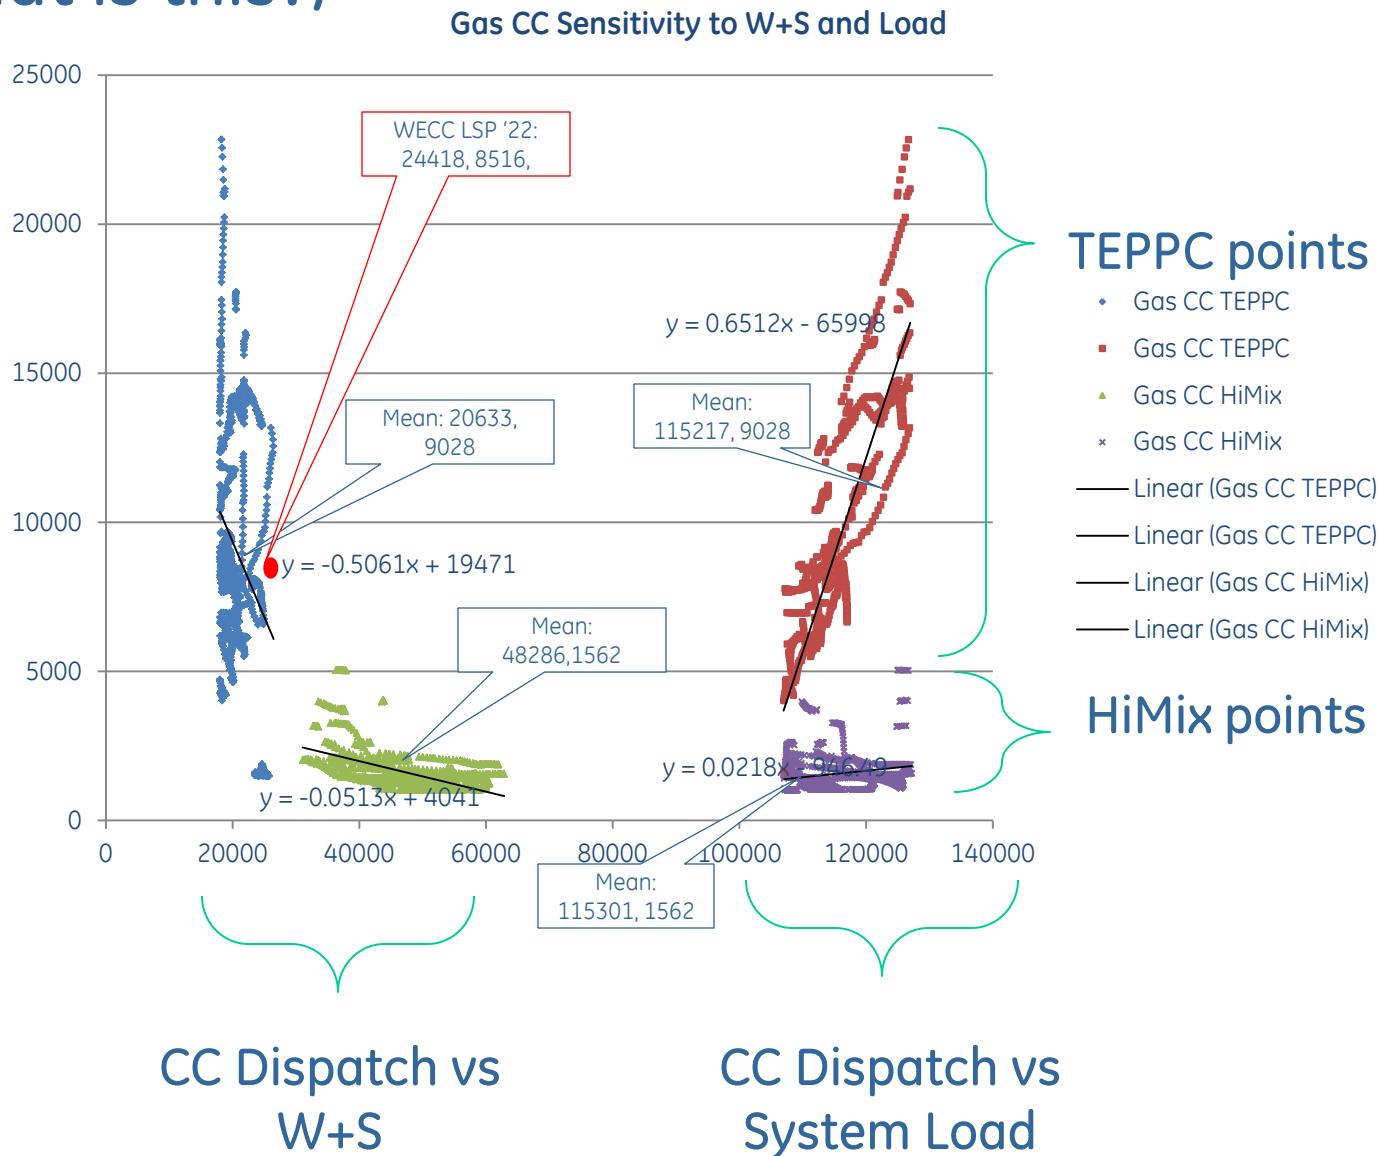 at is this?)
Gas CC Sensitivity to W+S and Load
25000
20000
15000
10000
5000
0
0
20000
40000
60000
80000
100000
120000
140000
WECC LSP ‘22:
24418, 8516,
Mean: 20633,
9028
y = -0.5061x + 19471
Mean:
48286,1562
y = -0.0513x + 4041
y = 0.6512x - 65998
Mean:
115217, 9028
y = 0.0218x - 946.49
Mean:
115301, 1562
TEPPC points
Gas CC TEPPC
Gas CC TEPPC
Gas CC HiMix
Gas CC HiMix
Linear (Gas CC TEPPC)
Linear (Gas CC TEPPC)
Linear (Gas CC HiMix)
Linear (Gas CC HiMix)
HiMix points
CC Dispatch vs
W+S
CC Dispatch vs
System Load